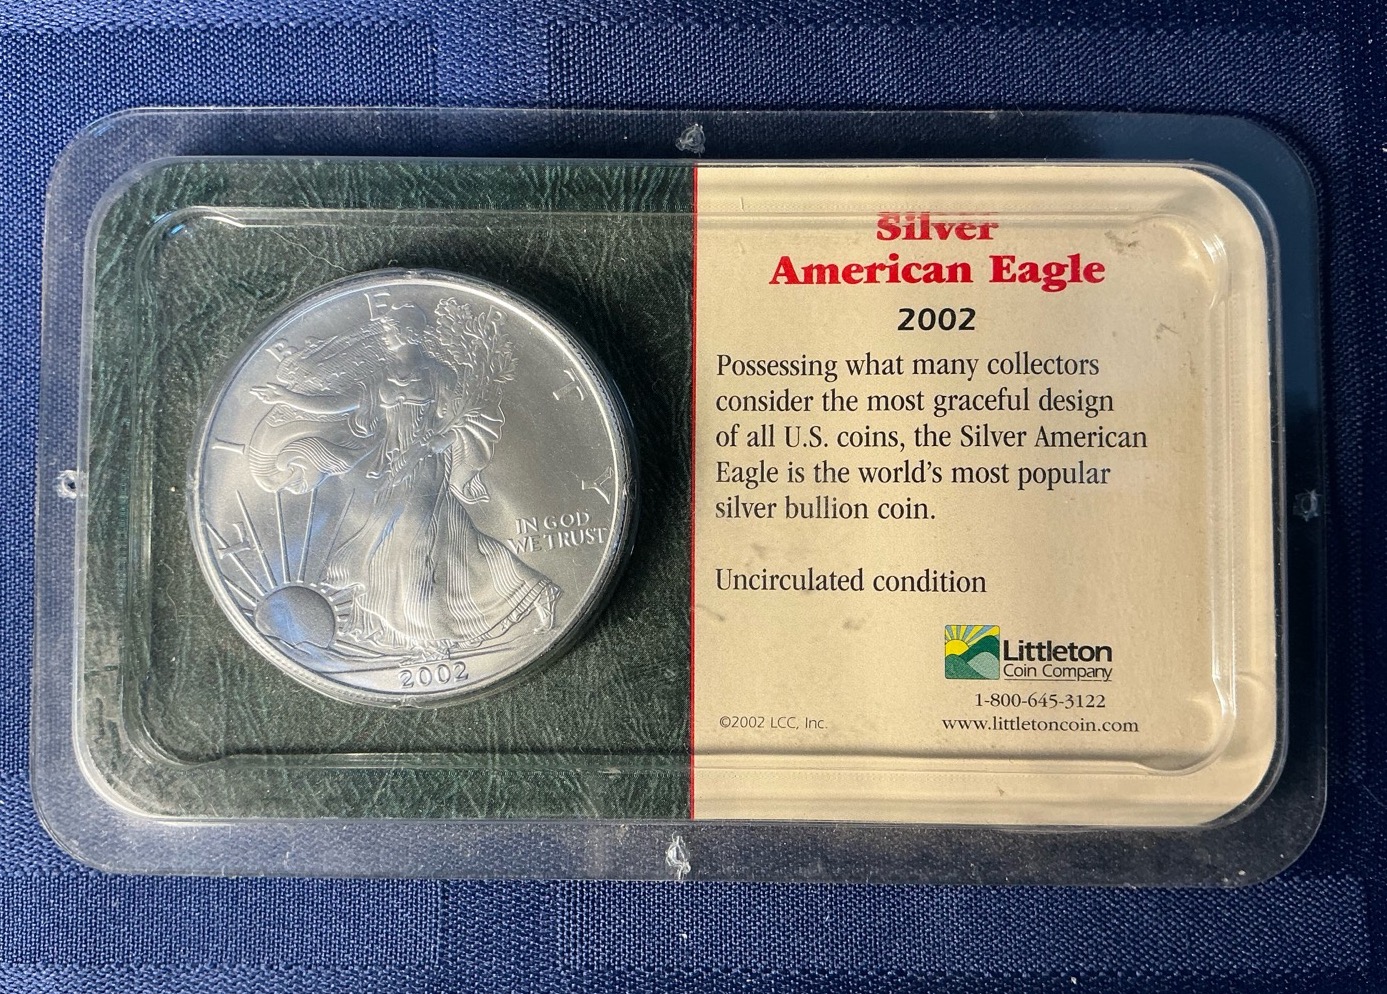 LIBERTY
IN GOD
WE TRUST
2002
Silver
American Eagle
2002
Possessing what many collectors
consider the most graceful design
of all U.S. coins, the Silver American
Eagle is the world's most popular
silver bullion coin.
Uncirculated condition
Littleton
Coin Company
1-800-645-3122
©2002 LCC, Inc.
www.littletoncoin.com